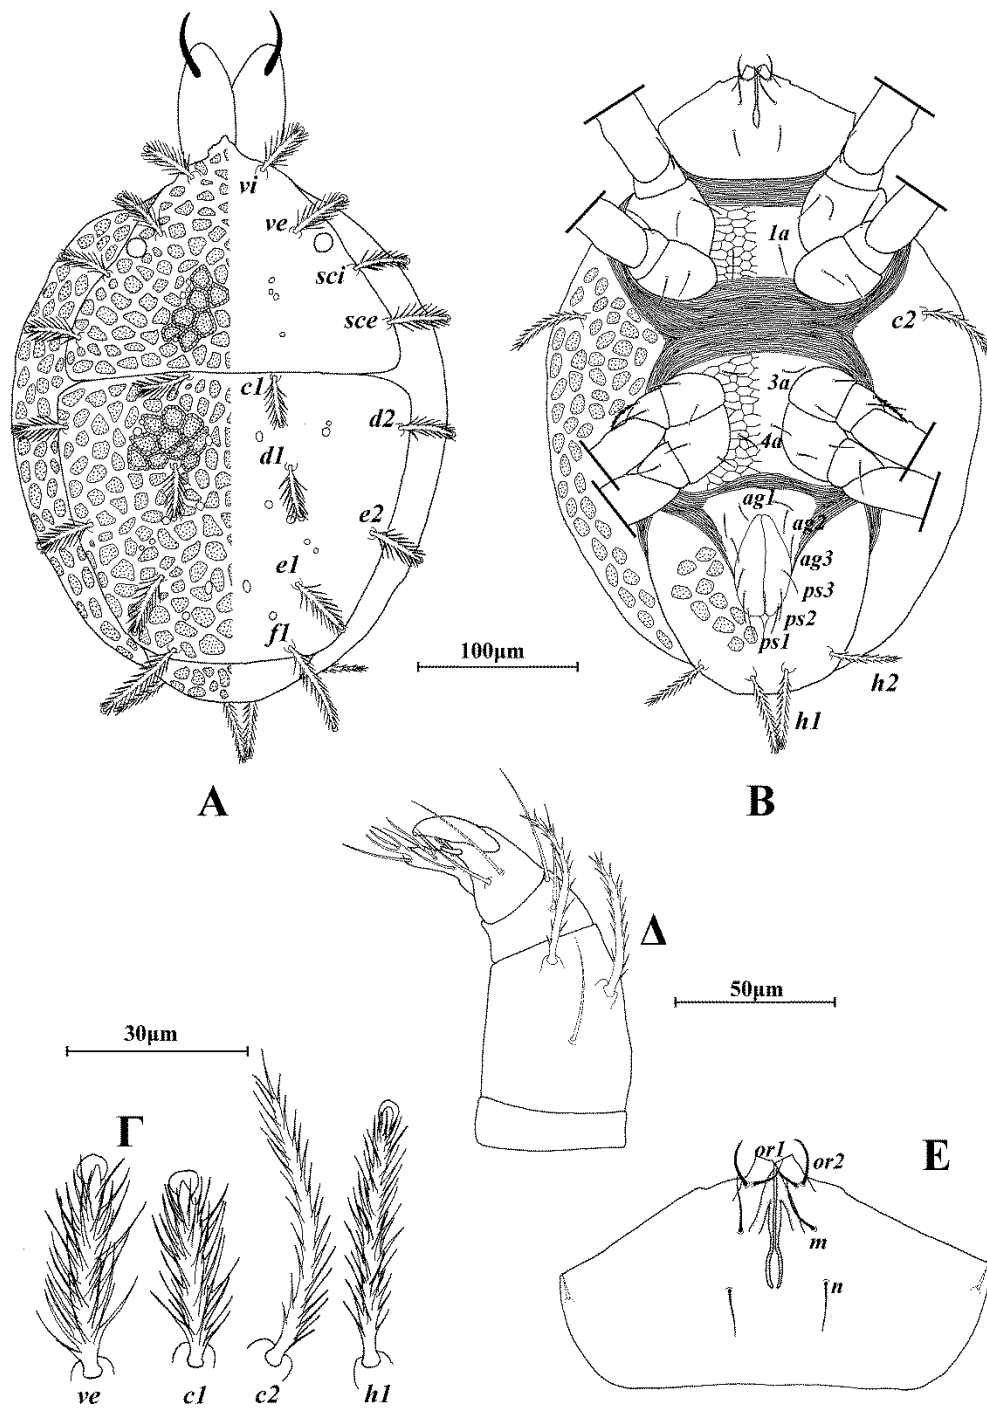 vi
ve
sci
sce
c1
d2
d1
e2
e1
f1
100μm
A
1a
c2
3a
4a
ag1
ag2
ag3
ps3
ps2
ps1
h2
h1
B
Δ
50μm
30μm
Γ
ve
c1
c2
h1
E
or1
or2
m
n